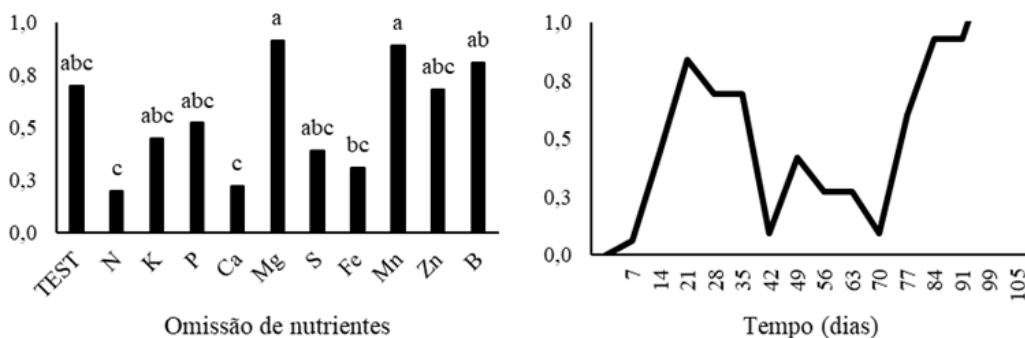 1,0
0,8
0,5
0,3
0,0
abc
c
abc
abc
c
a
abc
bc
a
abc
ab
TEST
N
K
P
Ca
Mg
S
Fe
Mn
Zn
B
Omissão de nutrientes
1,0
0,8
0,5
0,3
0,0
7
14
21
28
35
42
49
56
63
70
77
84
91
99
105
Tempo (dias)